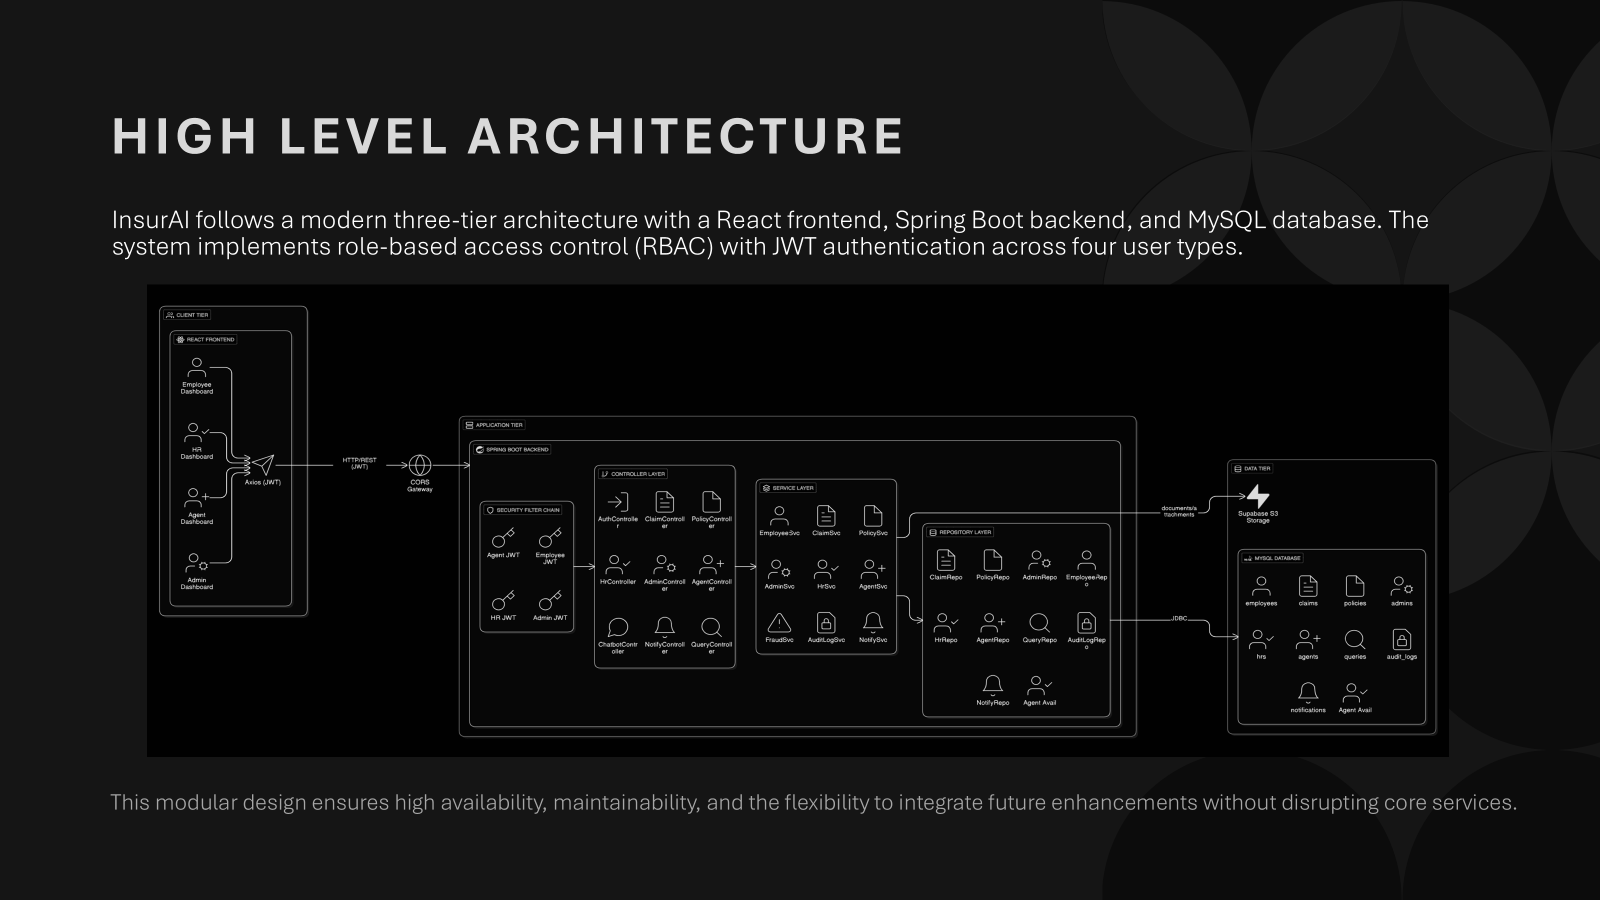 HIGH LEVEL ARCHITECTURE
InsurAI follows a modern three-tier architecture with a React frontend, Spring Boot backend, and MySQL database. The
system implements role-based access control (RBAC) with JWT authentication across four user types.
CLIENT TIER
REACT FRONTEND
Employee
Dashboard
HR
Dashboard
Agent
Dashboard
Admin
Dashboard
Axios (JWT)
HTTP/REST
(JWT)
CORS
Gateway
APPLICATION TIER
SPRING BOOT BACKEND
SECURITY FILTER CHAIN
Agent JWT
Employee
JWT
HR JWT
Admin JWT
CONTROLLER LAYER
AuthControlle
r
ClaimControll
er
PolicyControll
er
HrController
AdminControl
ler
AgentControll
er
ChatbotContr
oller
NotifyControll
er
QueryControll
er
SERVICE LAYER
EmployeeSvc
ClaimSvc
PolicySvc
AdminSvc
HrSvc
AgentSvc
FraudSvc
AuditLogSvc
NotifySvc
REPOSITORY LAYER
ClaimRepo
PolicyRepo
AdminRepo
EmployeeRep
o
HrRepo
AgentRepo
QueryRepo
AuditLogRep
o
NotifyRepo
Agent Avail
documents/a
ttachments
JDBC
DATA TIER
Supabase S3
Storage
MYSQL DATABASE
employees
claims
policies
admins
hrs
agents
queries
audit_logs
notifications
Agent Avail
This modular design ensures high availability, maintainability, and the flexibility to integrate future enhancements without disrupting core services.